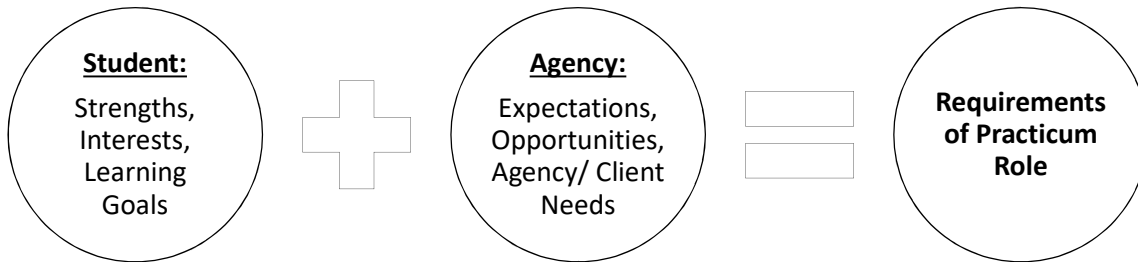 Student:
Strengths,
Interests,
Learning
Goals
Agency:
Expectations,
Opportunities,
Agency/ Client
Needs
Requirements
of Practicum
Role